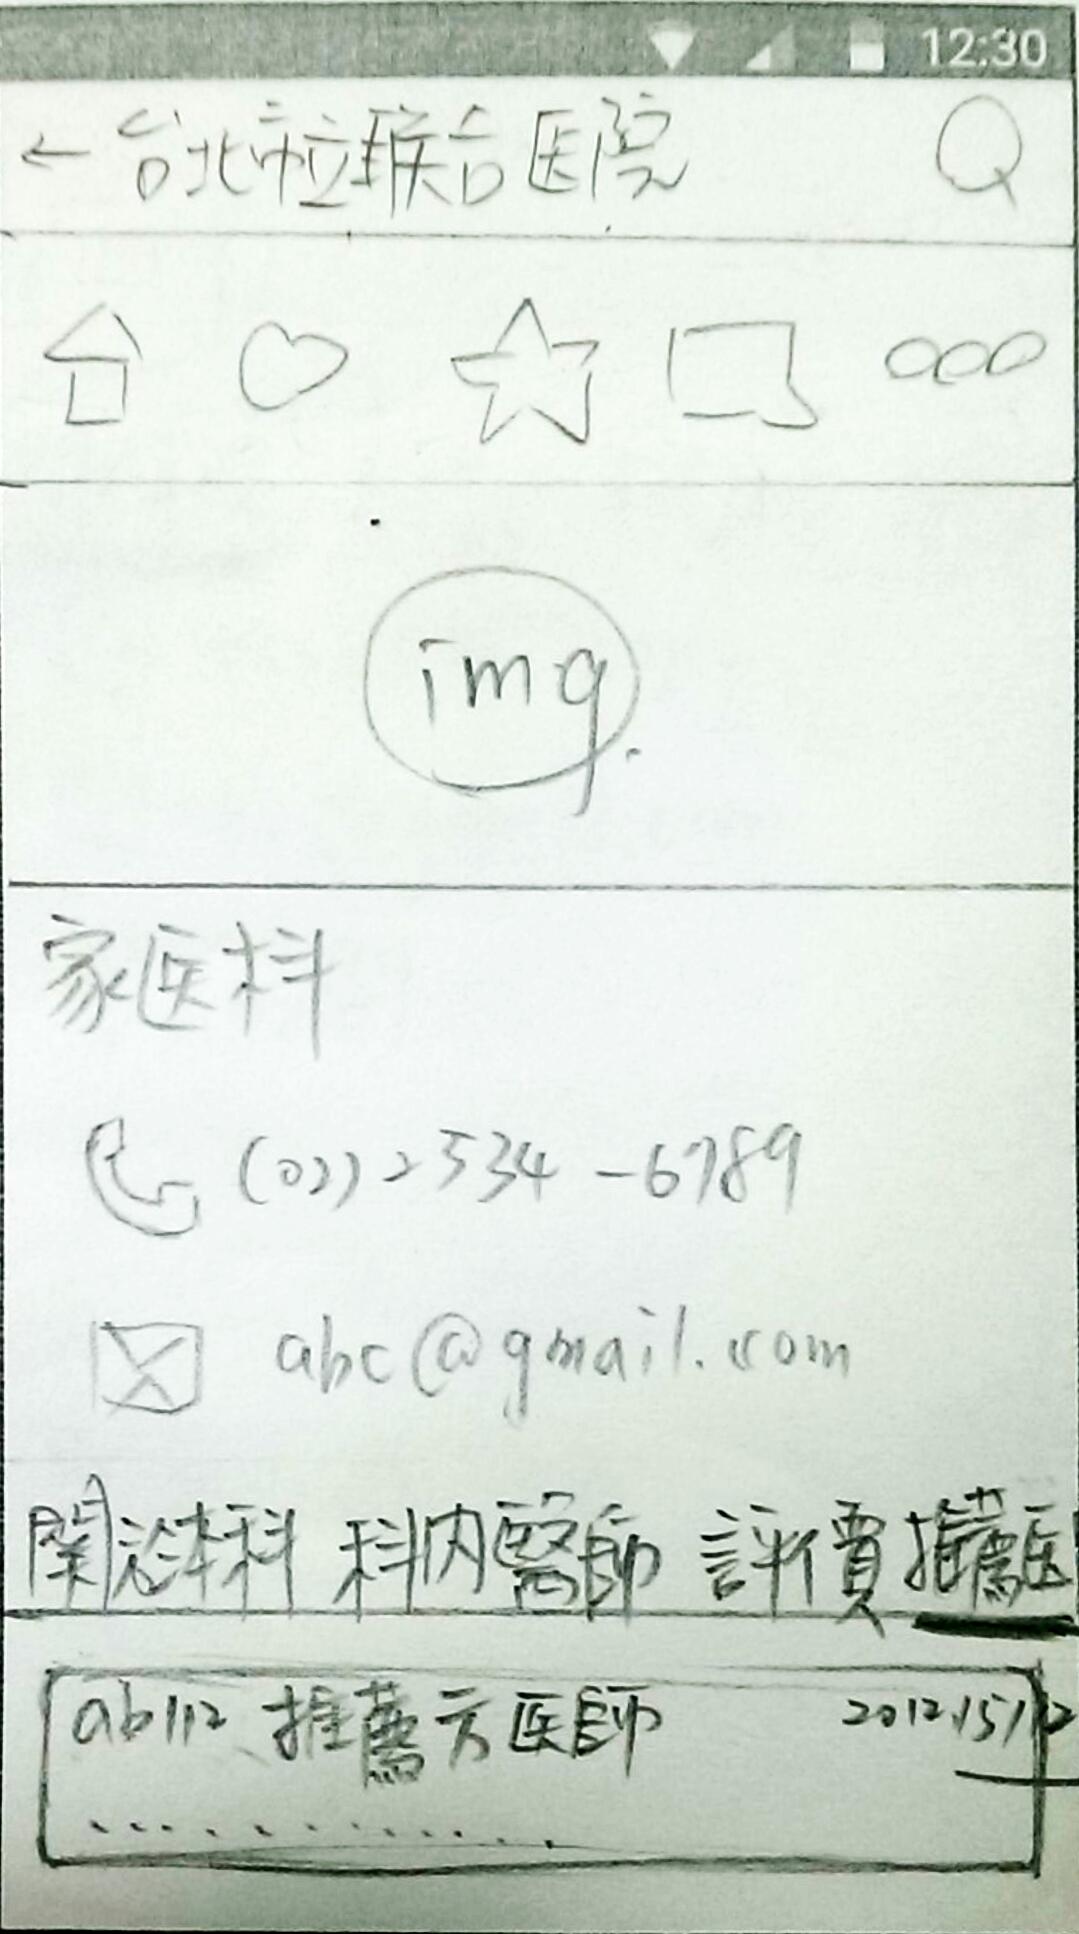 12:30
←台北市立联合医院
img.
家医科
(02)2534-6789
abc@gmail.com
關於本科 科内醫師 評價 推薦医
ab112 推薦方医師 2012/5/12
.............